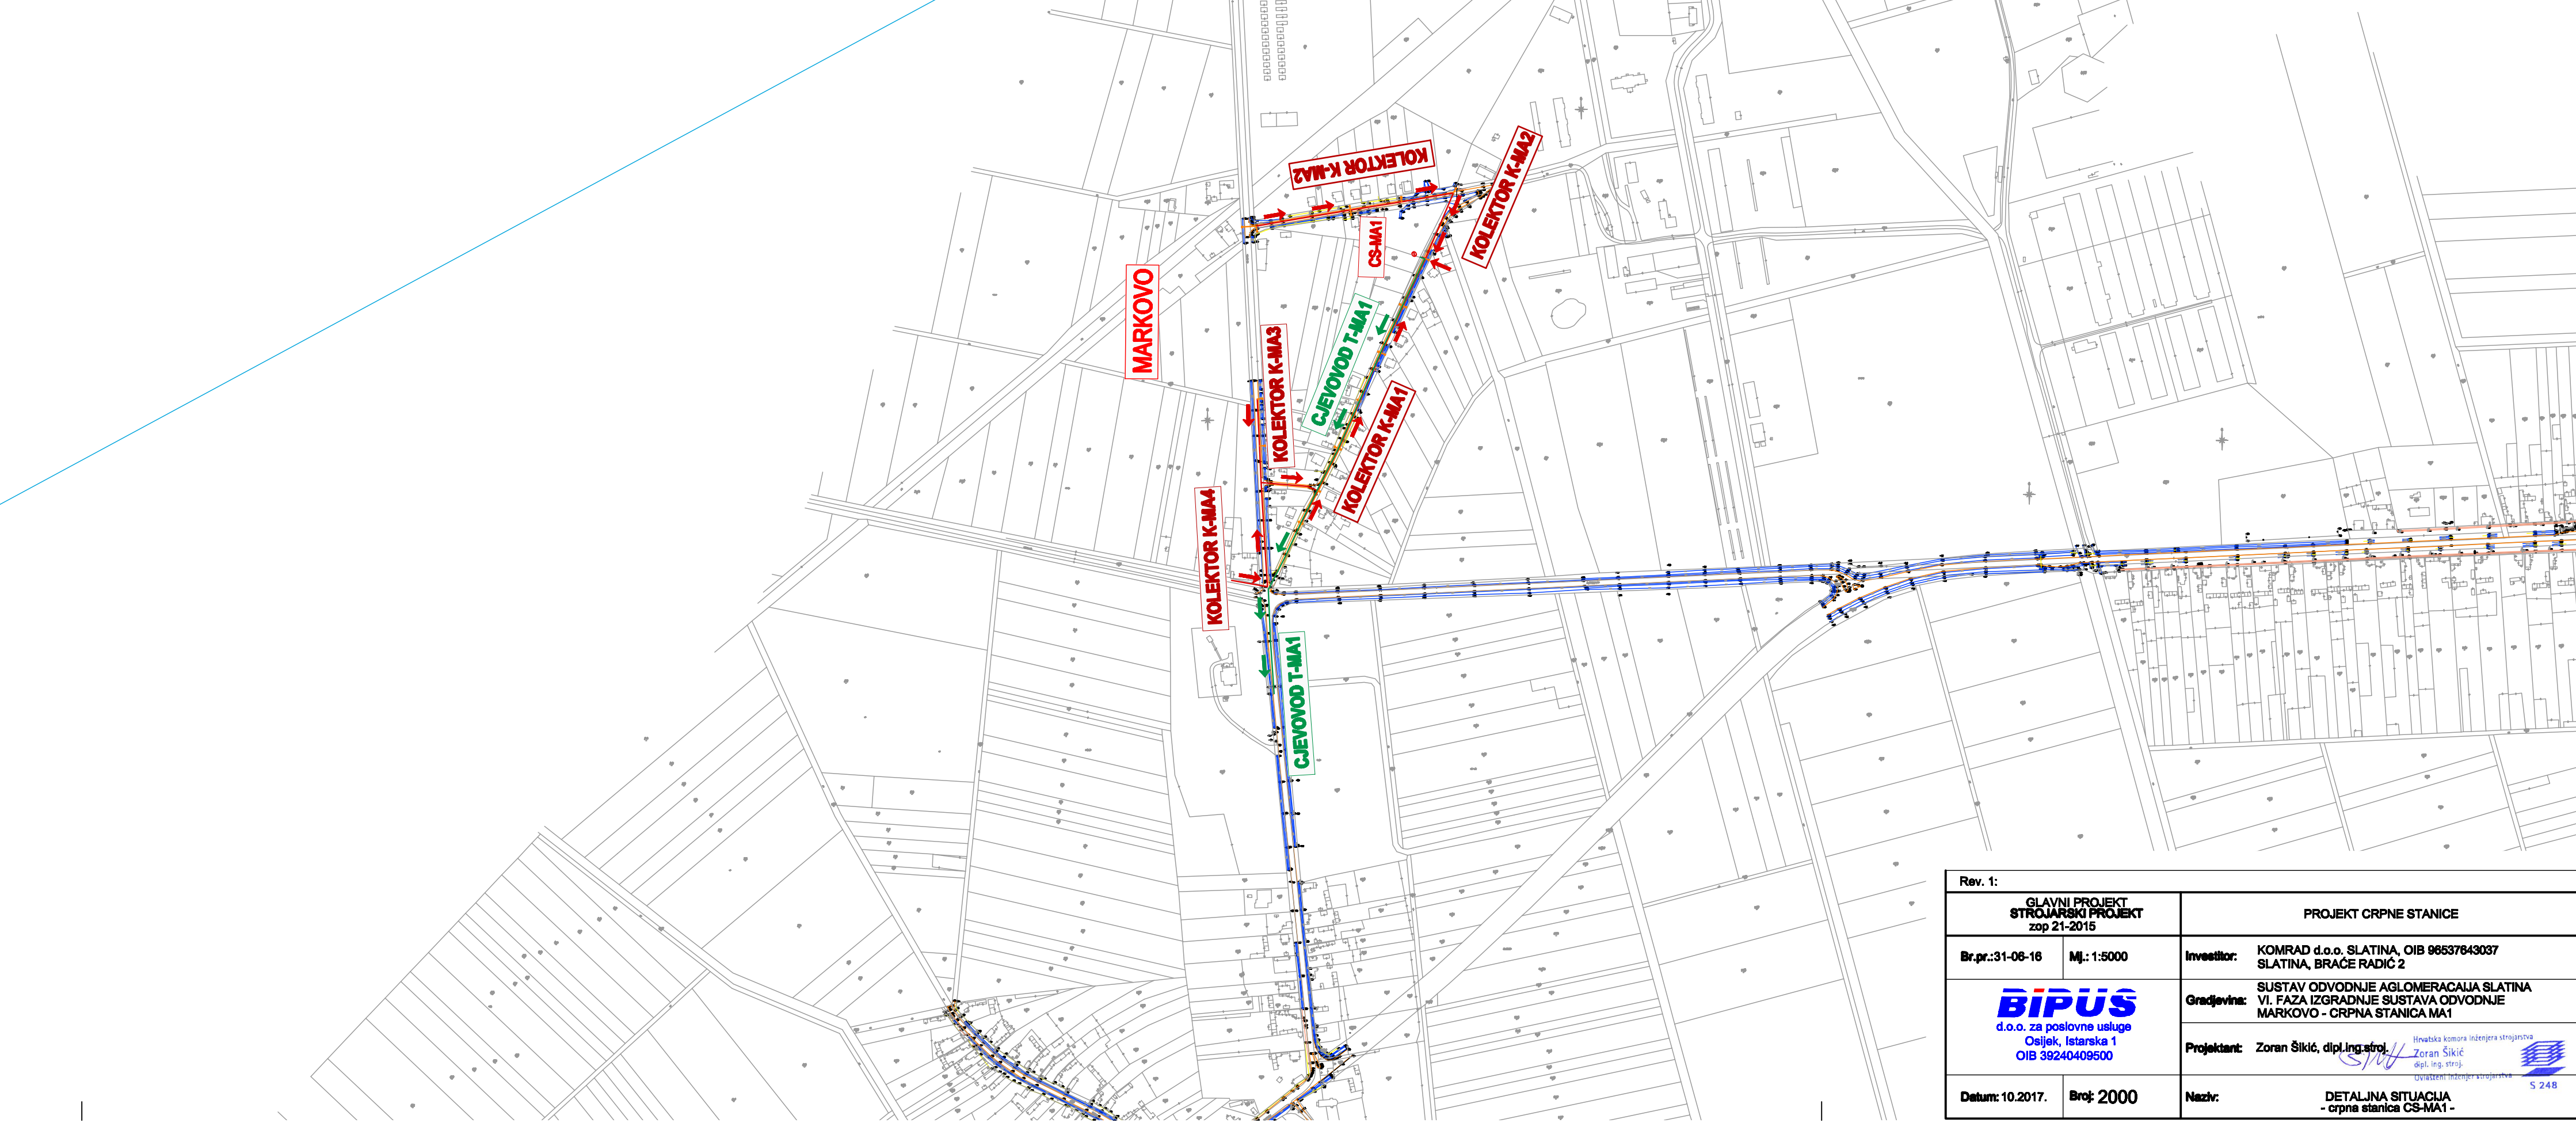 KOLEKTOR K-MA2
KOLEKTOR K-MA2
CS-MA1
MARKOVO
KOLEKTOR K-MA3
CJEVOVOD T-MA1
KOLEKTOR K-MA1
KOLEKTOR K-MA4
CJEVOVOD T-MA1
Rev. 1:
GLAVNI PROJEKT
STROJARSKI PROJEKT
zop 21-2015
PROJEKT CRPNE STANICE
Br.pr.:31-06-16
Mj.: 1:5000
Investitor:
KOMRAD d.o.o. SLATINA, OIB 96537643037
SLATINA, BRAĆE RADIĆ 2
BIPUS
d.o.o. za poslovne usluge
Osijek, Istarska 1
OIB 39240409500
Gradjevina:
SUSTAV ODVODNJE AGLOMERACAIJA SLATINA
VI. FAZA IZGRADNJE SUSTAVA ODVODNJE
MARKOVO - CRPNA STANICA MA1
Projektant:
Zoran Šikić, dipl.ing.stroj.
Hrvatska komora inženjera strojarstva
Zoran Šikić
dipl. ing. stroj.
Ovlašteni inženjer strojarstva
S 248
Datum: 10.2017.
Broj: 2000
Naziv:
DETALJNA SITUACIJA
- crpna stanica CS-MA1 -